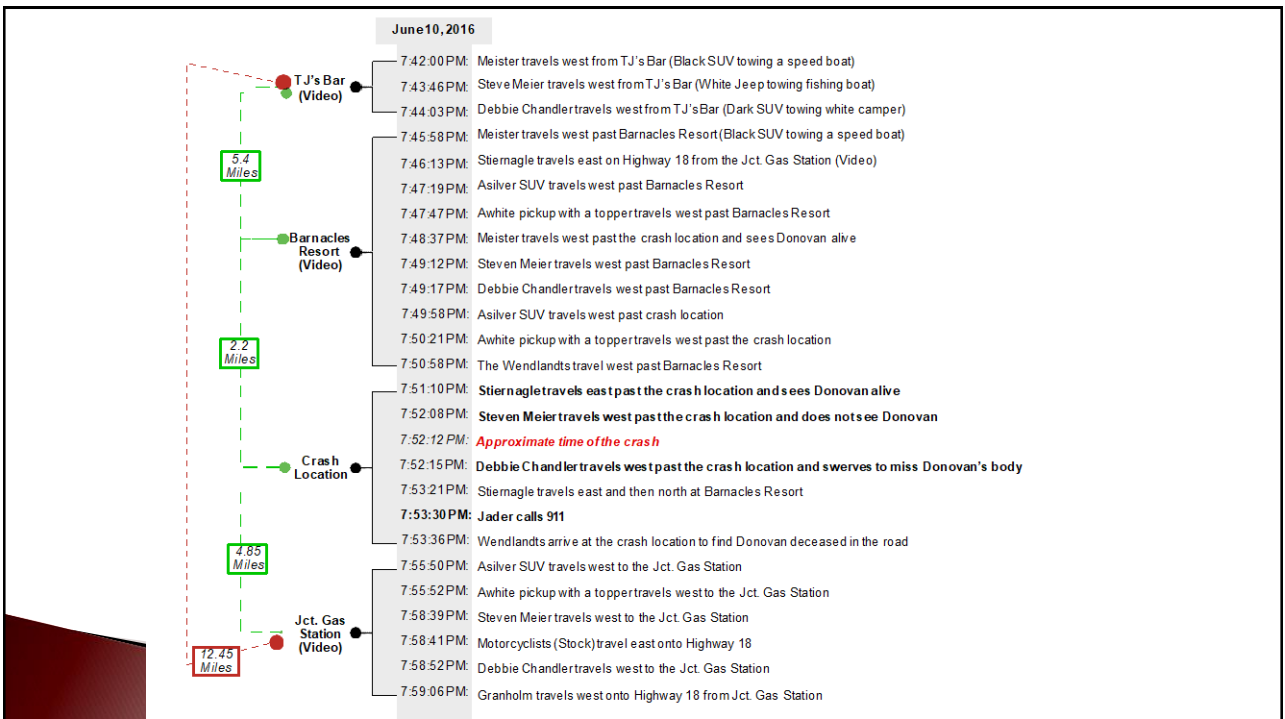 June 10, 2016
TJ's Bar
(Video)
7:42:00 PM: Meister travels west from TJ's Bar (Black SUV towing a speed boat)
7:43:46 PM: Steve Meier travels west from TJ's Bar (White Jeep towing fishing boat)
7:44:03 PM: Debbie Chandler travels west from TJ's Bar (Dark SUV towing white camper)
5.4
Miles
Barnacles
Resort
(Video)
7:45:58 PM: Meister travels west past Barnacles Resort (Black SUV towing a speed boat)
7:46:13 PM: Stiernagle travels east on Highway 18 from the Jct. Gas Station (Video)
7:47:19 PM: A silver SUV travels west past Barnacles Resort
7:47:47 PM: A white pickup with a topper travels west past Barnacles Resort
7:48:37 PM: Meister travels west past the crash location and sees Donovan alive
7:49:12 PM: Steven Meier travels west past Barnacles Resort
7:49:17 PM: Debbie Chandler travels west past Barnacles Resort
7:49:58 PM: A silver SUV travels west past crash location
7:50:21 PM: A white pickup with a topper travels west past the crash location
7:50:58 PM: The Wendlands travel west past Barnacles Resort
2.2
Miles
Crash
Location
7:51:10 PM: Stiernagle travels east past the crash location and sees Donovan alive
7:52:08 PM: Steven Meier travels west past the crash location and does not see Donovan
7:52:12 PM: Approximate time of the crash
7:52:15 PM: Debbie Chandler travels west past the crash location and swerves to miss Donovan's body
7:53:21 PM: Stiernagle travels east and then north at Barnacles Resort
7:53:30 PM: Jader calls 911
7:53:36 PM: Wendlands arrive at the crash location to find Donovan deceased in the road
4.85
Miles
Jct. Gas
Station
(Video)
7:55:50 PM: A silver SUV travels west to the Jct. Gas Station
7:55:52 PM: A white pickup with a topper travels west to the Jct. Gas Station
7:58:39 PM: Steven Meier travels west to the Jct. Gas Station
7:58:41 PM: Motorcyclists (Stock) travel east onto Highway 18
7:58:52 PM: Debbie Chandler travels west to the Jct. Gas Station
7:59:06 PM: Granholm travels west onto Highway 18 from Jct. Gas Station
12.45
Miles